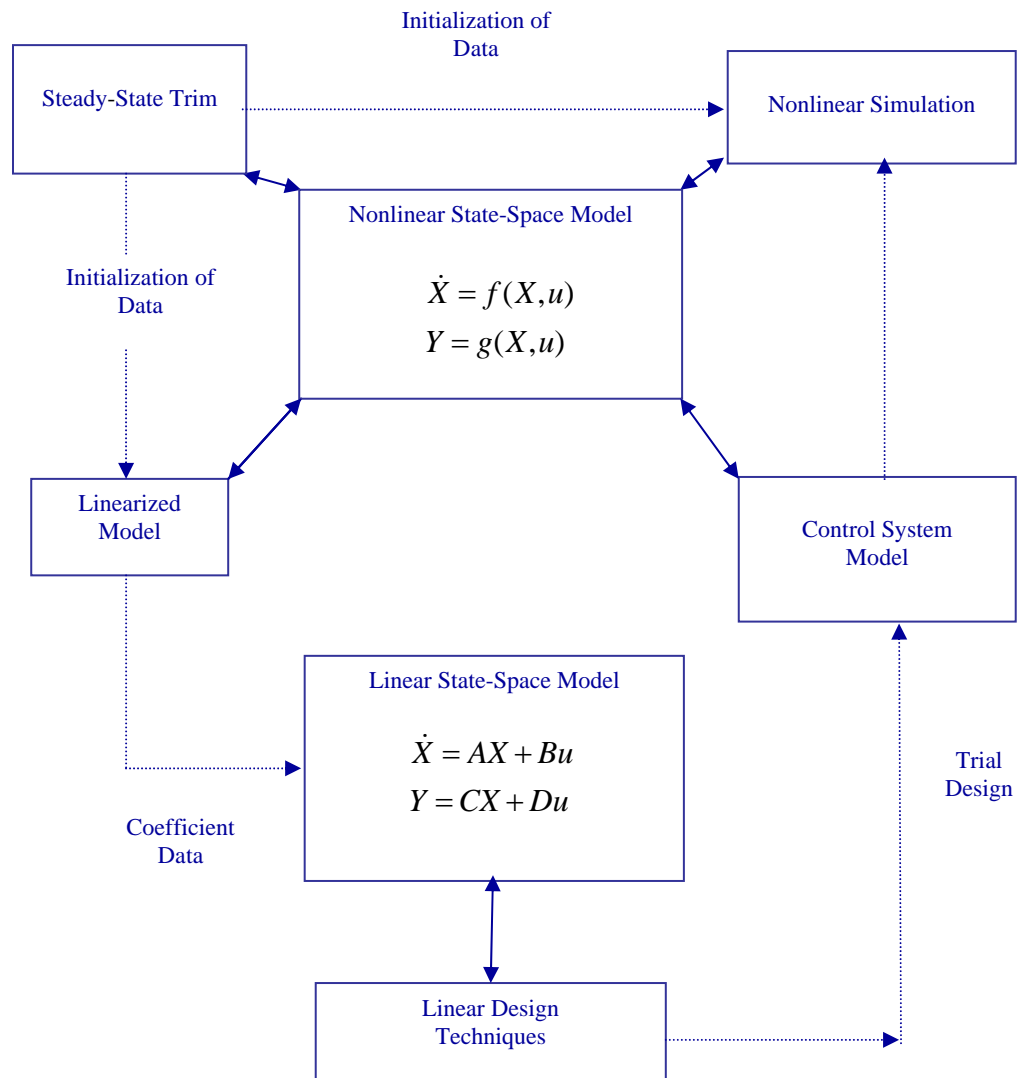 Initialization of
Data
Steady-State Trim
Nonlinear Simulation
Nonlinear State-Space Model
Ẋ = f(X,u)
Y = g(X,u)
Initialization of
Data
Linearized
Model
Control System
Model
Linear State-Space Model
Ẋ = AX + Bu
Y = CX + Du
Trial
Design
Coefficient
Data
Linear Design
Techniques